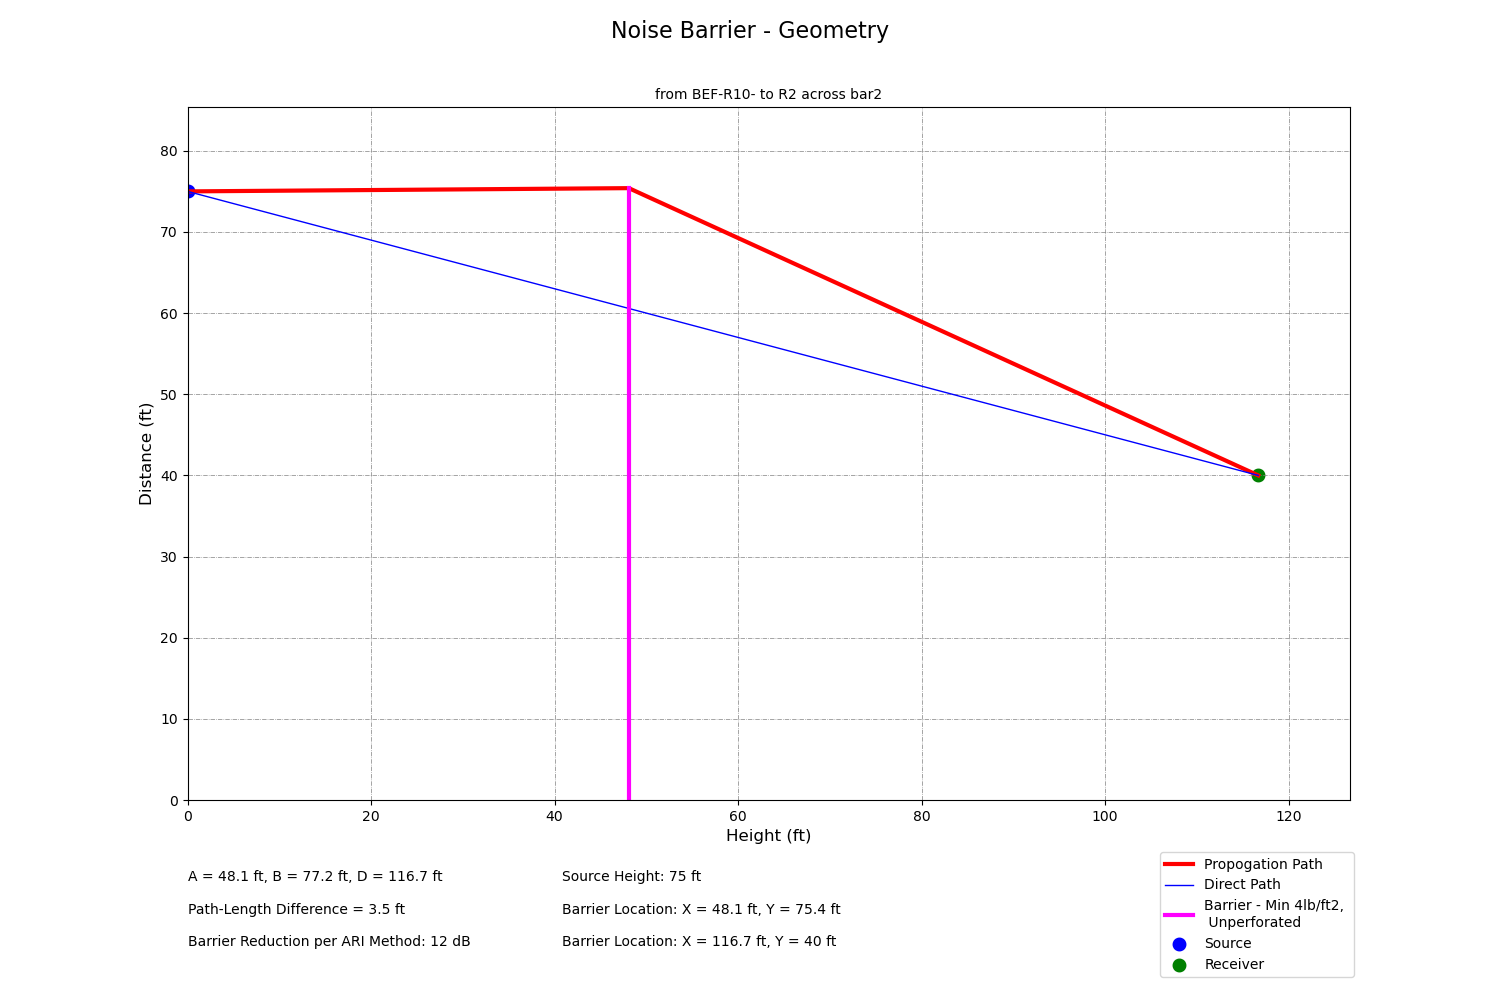 Noise Barrier - Geometry
from BEF-R10- to R2 across bar2
80
70
60
50
40
30
20
10
0
Distance (ft)
0 20 40 60 80 100 120
Height (ft)
A = 48.1 ft, B = 77.2 ft, D = 116.7 ft
Path-Length Difference = 3.5 ft
Barrier Reduction per ARI Method: 12 dB
Source Height: 75 ft
Barrier Location: X = 48.1 ft, Y = 75.4 ft
Barrier Location: X = 116.7 ft, Y = 40 ft
Propogation Path
Direct Path
Barrier - Min 4lb/ft2,
Unperforated
Source
Receiver